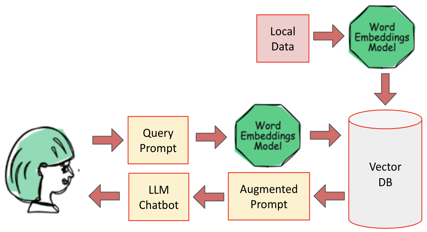 Local
Data
Word
Embeddings
Model
Query
Prompt
Word
Embeddings
Model
Vector
DB
LLM
Chatbot
Augmented
Prompt